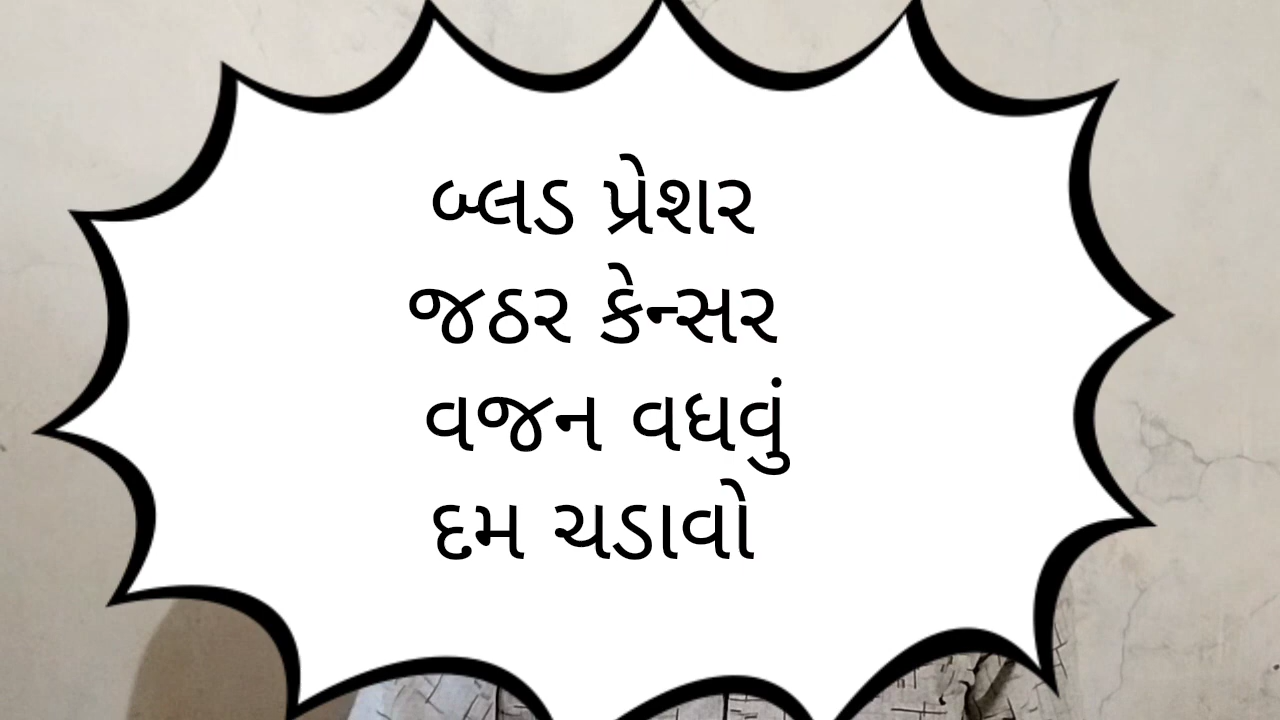 બ્લડ પ્રેશર
જઠર કેન્સર
વજન વધવું
દમ ચડાવો